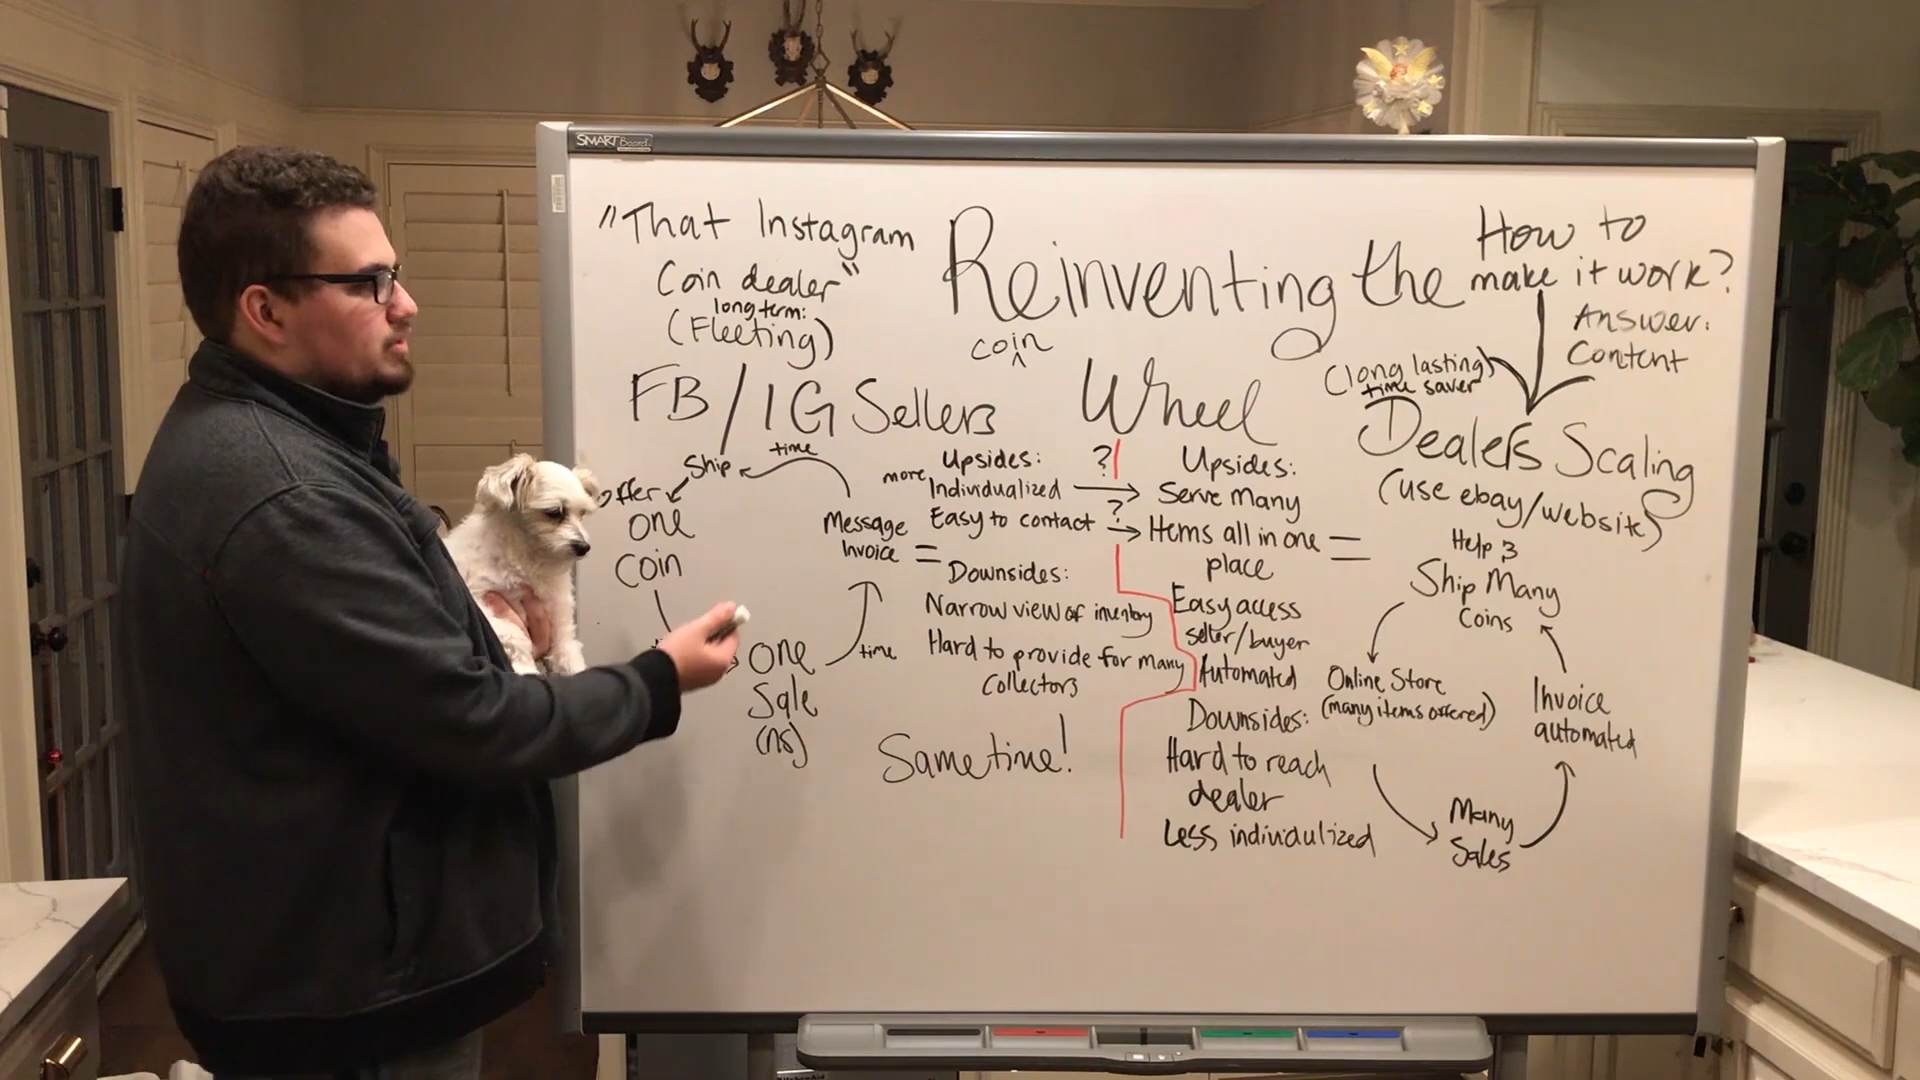 SMART Board
"That Instagram
Coin dealer"
long term:
(Fleeting)
Reinventing the
coin
^
Wheel
How to
make it work?
Answer:
Content
(long lasting)
time saver
FB/IG Sellers
Dealers Scaling
(use ebay/website)
time
Ship
offer
one
coin
Message
Invoice =
time
One
Sale
(ns)
Upsides:
more
Individualized
Easy to contact
Downsides:
Narrow view of inventory
Hard to provide for many
collectors
Same time!
?
?
Upsides:
Serve Many
Items all in one =
place
Easy access
seller/buyer
Automated
Downsides:
Hard to reach
dealer
Less individulized
Help &
Ship Many
Coins
Online Store
(many items offered)
Invoice
automated
Many
Sales